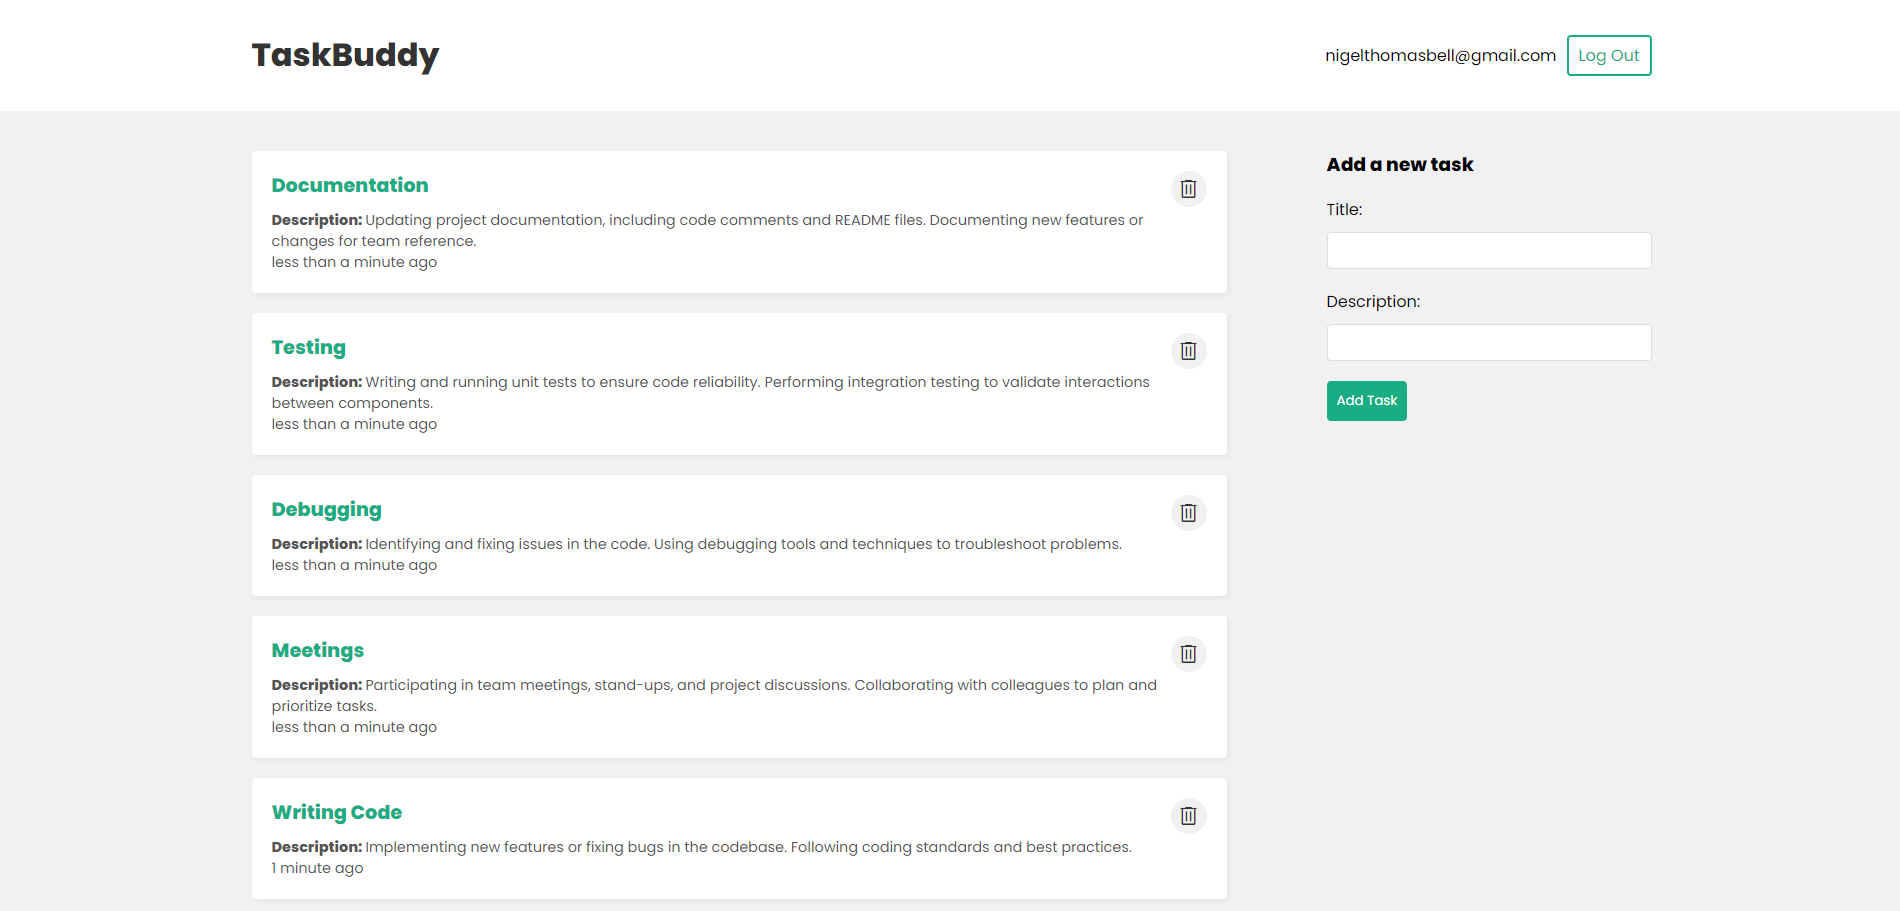 TaskBuddy
nigelthomasbell@gmail.com
Log Out
Documentation
Description: Updating project documentation, including code comments and README files. Documenting new features or
changes for team reference.
less than a minute ago
Testing
Description: Writing and running unit tests to ensure code reliability. Performing integration testing to validate interactions
between components.
less than a minute ago
Debugging
Description: Identifying and fixing issues in the code. Using debugging tools and techniques to troubleshoot problems.
less than a minute ago
Meetings
Description: Participating in team meetings, stand-ups, and project discussions. Collaborating with colleagues to plan and
prioritize tasks.
less than a minute ago
Writing Code
Description: Implementing new features or fixing bugs in the codebase. Following coding standards and best practices.
1 minute ago
Add a new task
Title:
Description:
Add Task